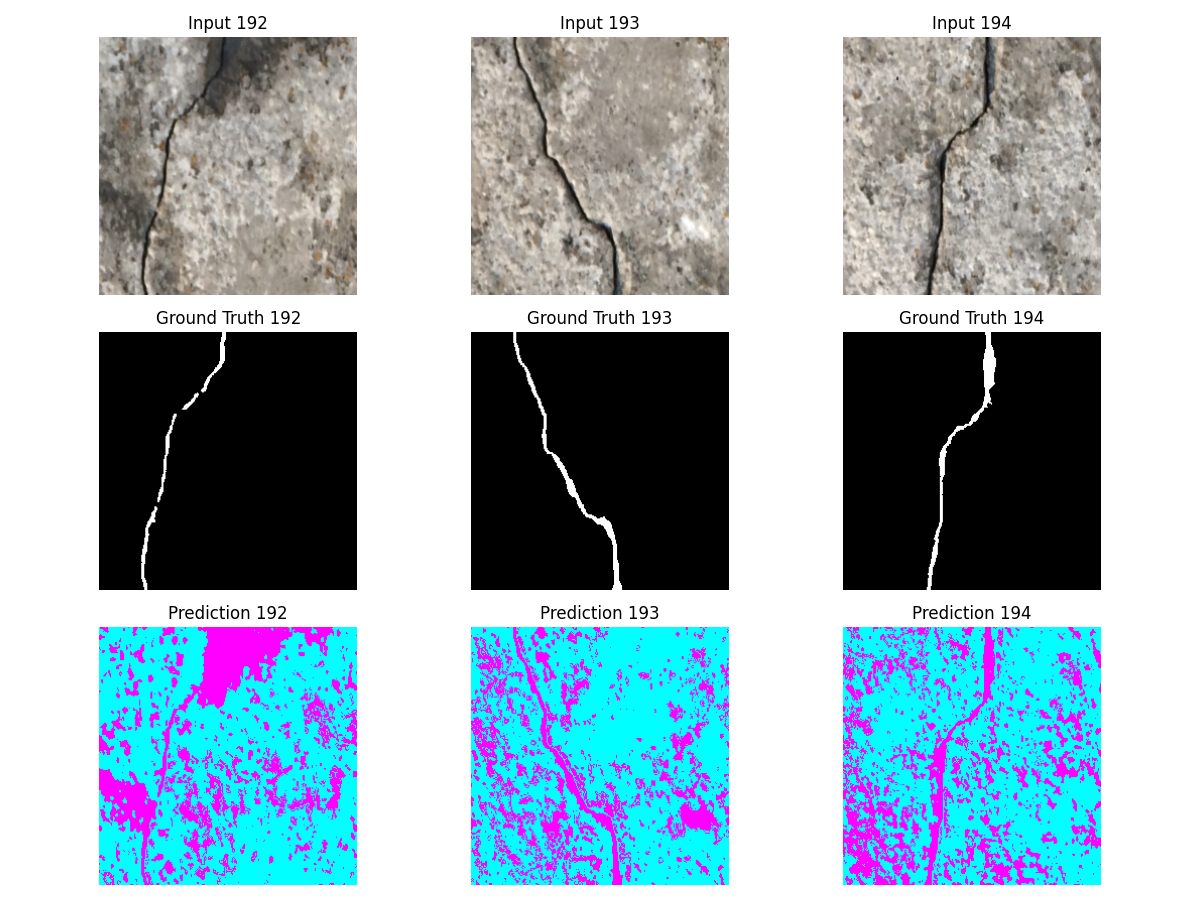 Input 192
Input 193
Input 194
Ground Truth 192
Ground Truth 193
Ground Truth 194
Prediction 192
Prediction 193
Prediction 194